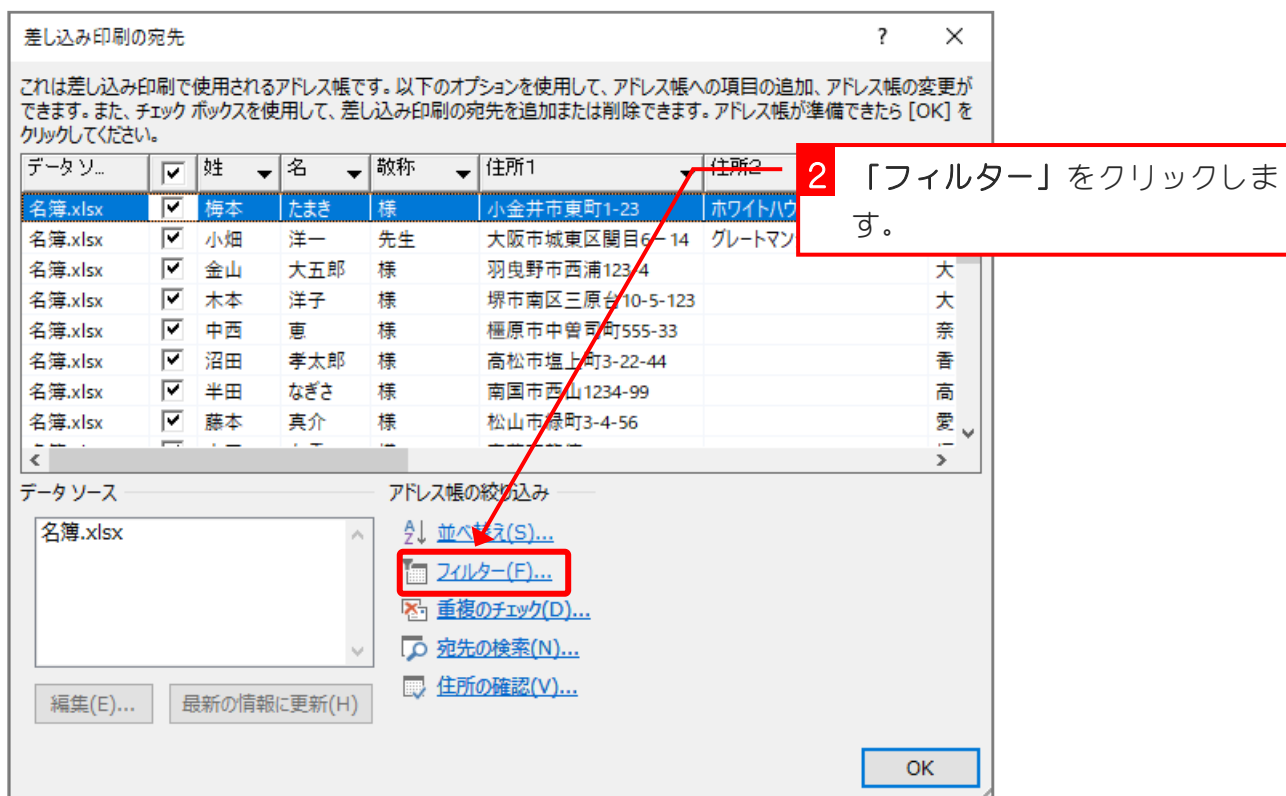 差し込み印刷の宛先
これは差し込み印刷で使用されるアドレス帳です。以下のオプションを使用して、アドレス帳への項目の追加、アドレス帳の変更が
できます。また、チェック ボックスを使用して、差し込み印刷の宛先を追加または削除できます。アドレス帳が準備できたら [OK] を
クリックしてください。
データ ソ... 姓 名 敬称 住所1 住所2
名簿.xlsx 梅本 たまき 様 小金井市東町1-23 ホワイトハウ
名簿.xlsx 小畑 洋一 先生 大阪市城東区関目6－14 グレートマン
名簿.xlsx 金山 大五郎 様 羽曳野市西浦123-4 大
名簿.xlsx 木本 洋子 様 堺市南区三原台10-5-123 大
名簿.xlsx 中西 恵 様 橿原市中曽司町555-33 奈
名簿.xlsx 沼田 孝太郎 様 高松市塩上町3-22-44 香
名簿.xlsx 半田 なぎさ 様 南国市西山1234-99 高
名簿.xlsx 藤本 真介 様 松山市緑町3-4-56 愛
2 「フィルター」をクリックしま
す。
データ ソース
名簿.xlsx
編集(E)... 最新の情報に更新(H)
アドレス帳の絞り込み
並べ替え(S)...
フィルター(F)...
重複のチェック(D)...
宛先の検索(N)...
住所の確認(V)...
OK